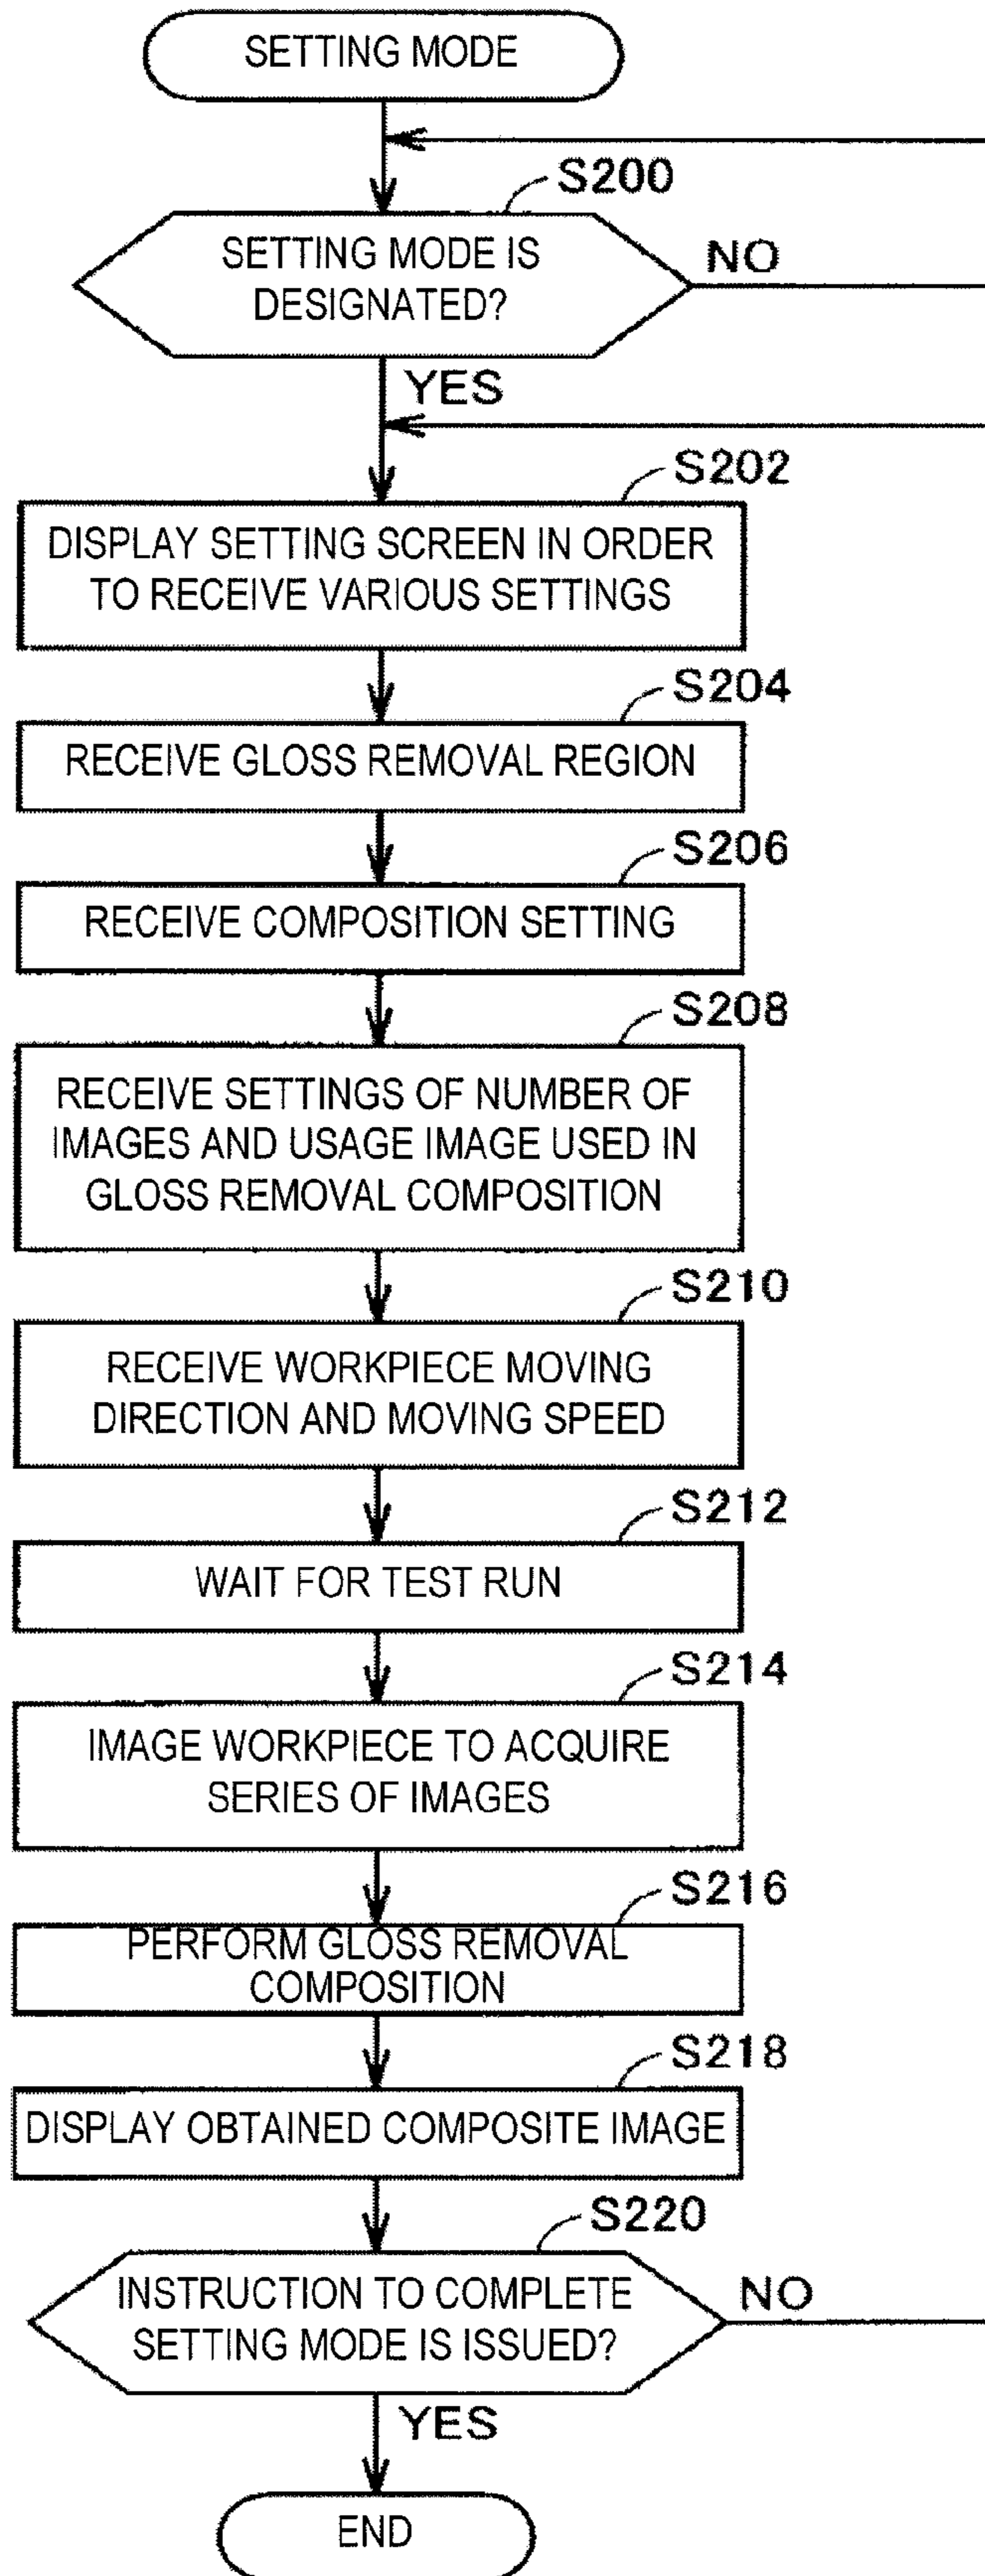 SETTING MODE
S200
SETTING MODE IS
DESIGNATED?
NO
YES
S202
DISPLAY SETTING SCREEN IN ORDER
TO RECEIVE VARIOUS SETTINGS
S204
RECEIVE GLOSS REMOVAL REGION
S206
RECEIVE COMPOSITION SETTING
S208
RECEIVE SETTINGS OF NUMBER OF
IMAGES AND USAGE IMAGE USED IN
GLOSS REMOVAL COMPOSITION
S210
RECEIVE WORKPIECE MOVING
DIRECTION AND MOVING SPEED
S212
WAIT FOR TEST RUN
S214
IMAGE WORKPIECE TO ACQUIRE
SERIES OF IMAGES
S216
PERFORM GLOSS REMOVAL
COMPOSITION
S218
DISPLAY OBTAINED COMPOSITE IMAGE
S220
INSTRUCTION TO COMPLETE
SETTING MODE IS ISSUED?
NO
YES
END